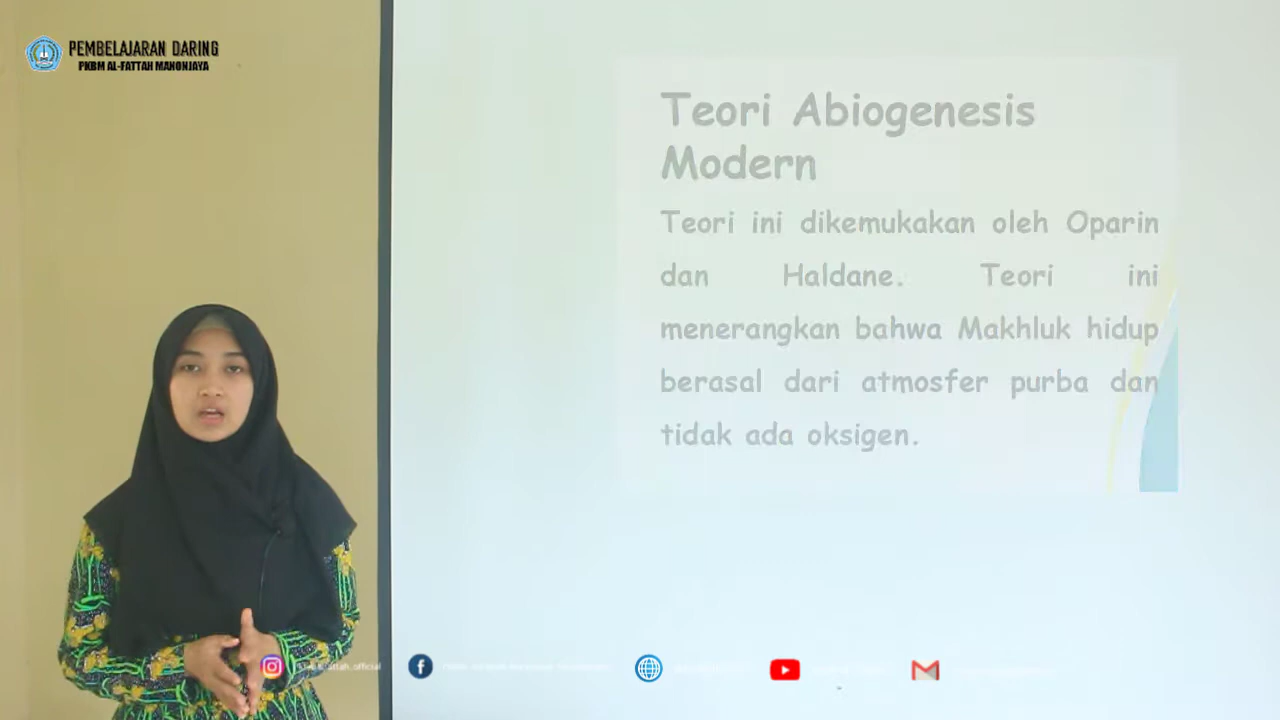 PEMBELAJARAN DARING
PKBM AL-FATTAH MANONJAYA
Teori Abiogenesis
Modern
Teori ini dikemukakan oleh Oparin
dan Haldane. Teori ini
menerangkan bahwa Makhluk hidup
berasal dari atmosfer purba dan
tidak ada oksigen.